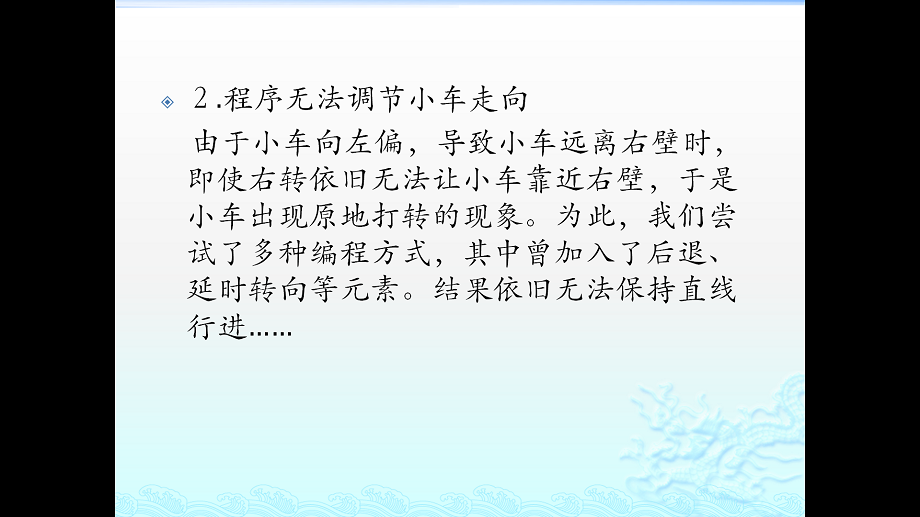 ２.程序无法调节小车走向
由于小车向左偏，导致小车远离右壁时，
即使右转依旧无法让小车靠近右壁，于是
小车出现原地打转的现象。为此，我们尝
试了多种编程方式，其中曾加入了后退、
延时转向等元素。结果依旧无法保持直线
行进……